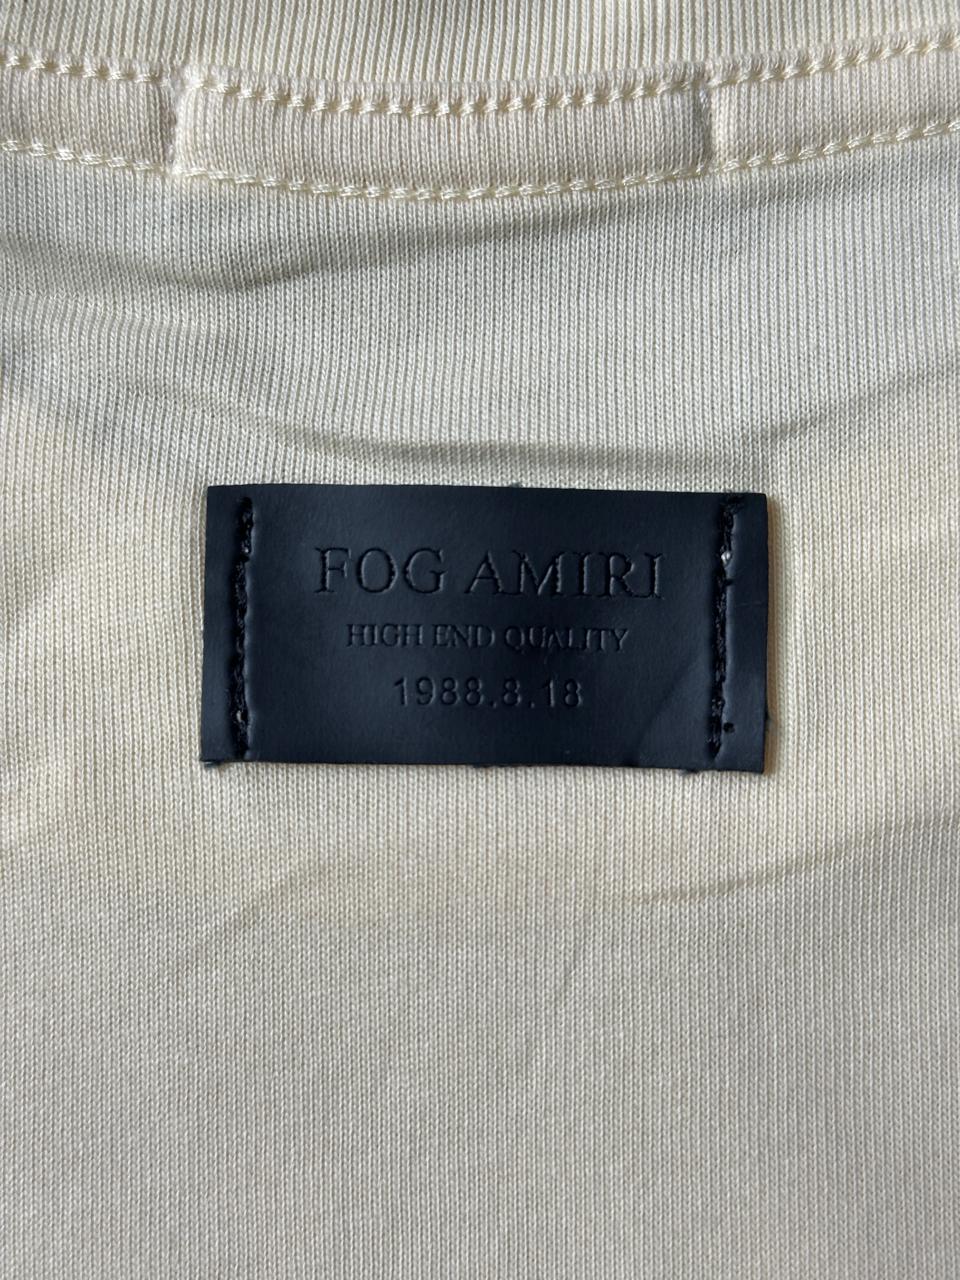 FOG AMIRI
HIGH END QUALITY
1988.8.18